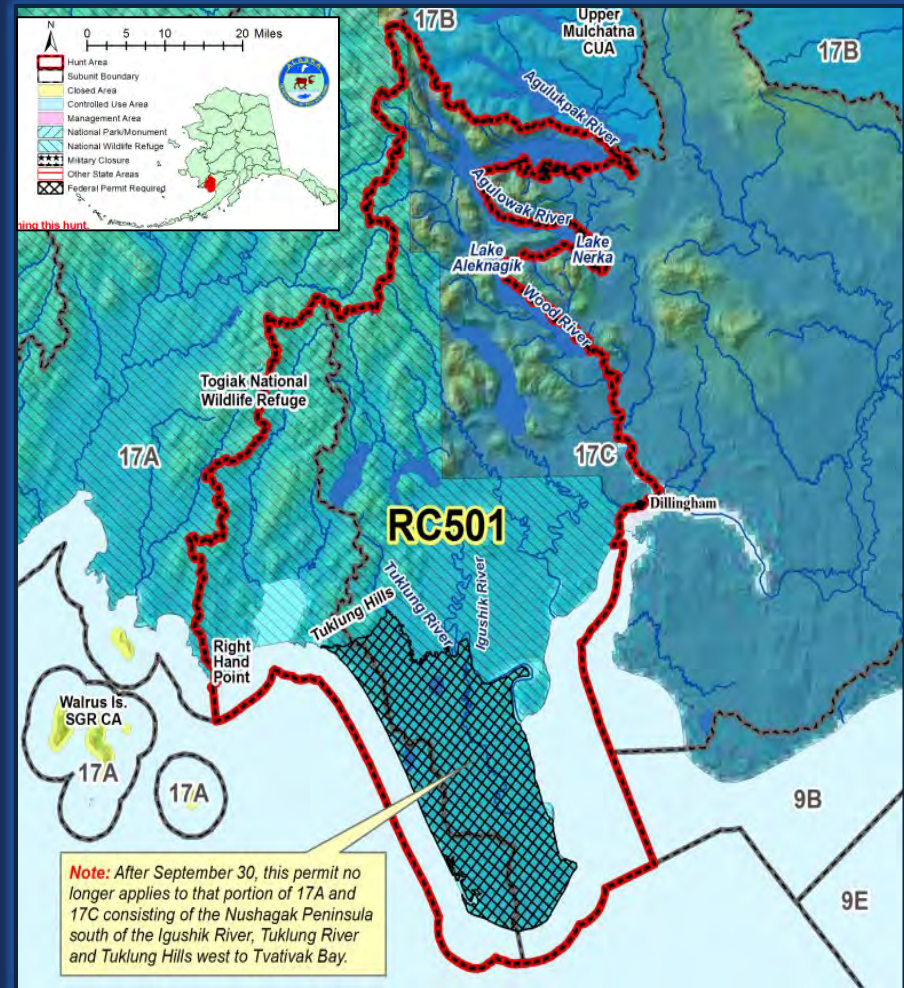 N
0 5 10 20 Miles
Hunt Area
Subunit Boundary
Closed Area
Controlled Use Area
Management Area
National Park/Monument
National Wildlife Refuge
Military Closure
Other State Areas
Federal Permit Required
ALASKA
ning this hunt.
17B
Upper
Mulchatna
CUA
17B
Agulukpak River
Agulowak River
Lake
Nerka
Lake
Aleknagik
Wood River
Togiak National
Wildlife Refuge
17A
17C
Dillingham
RC501
Tuklung Hills
Tuklung River
Igushik River
Right
Hand
Point
Walrus Is.
SGR CA
17A
17A
9B
9E
Note: After September 30, this permit no
longer applies to that portion of 17A and
17C consisting of the Nushagak Peninsula
south of the Igushik River, Tuklung River
and Tuklung Hills west to Tvativak Bay.